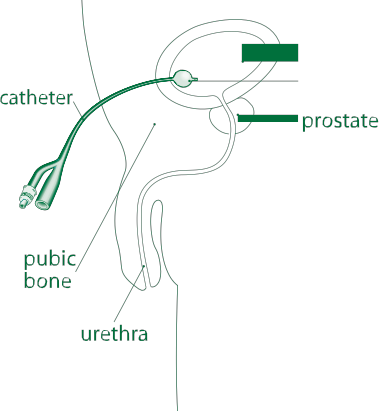 catheter
prostate
pubic
bone
urethra